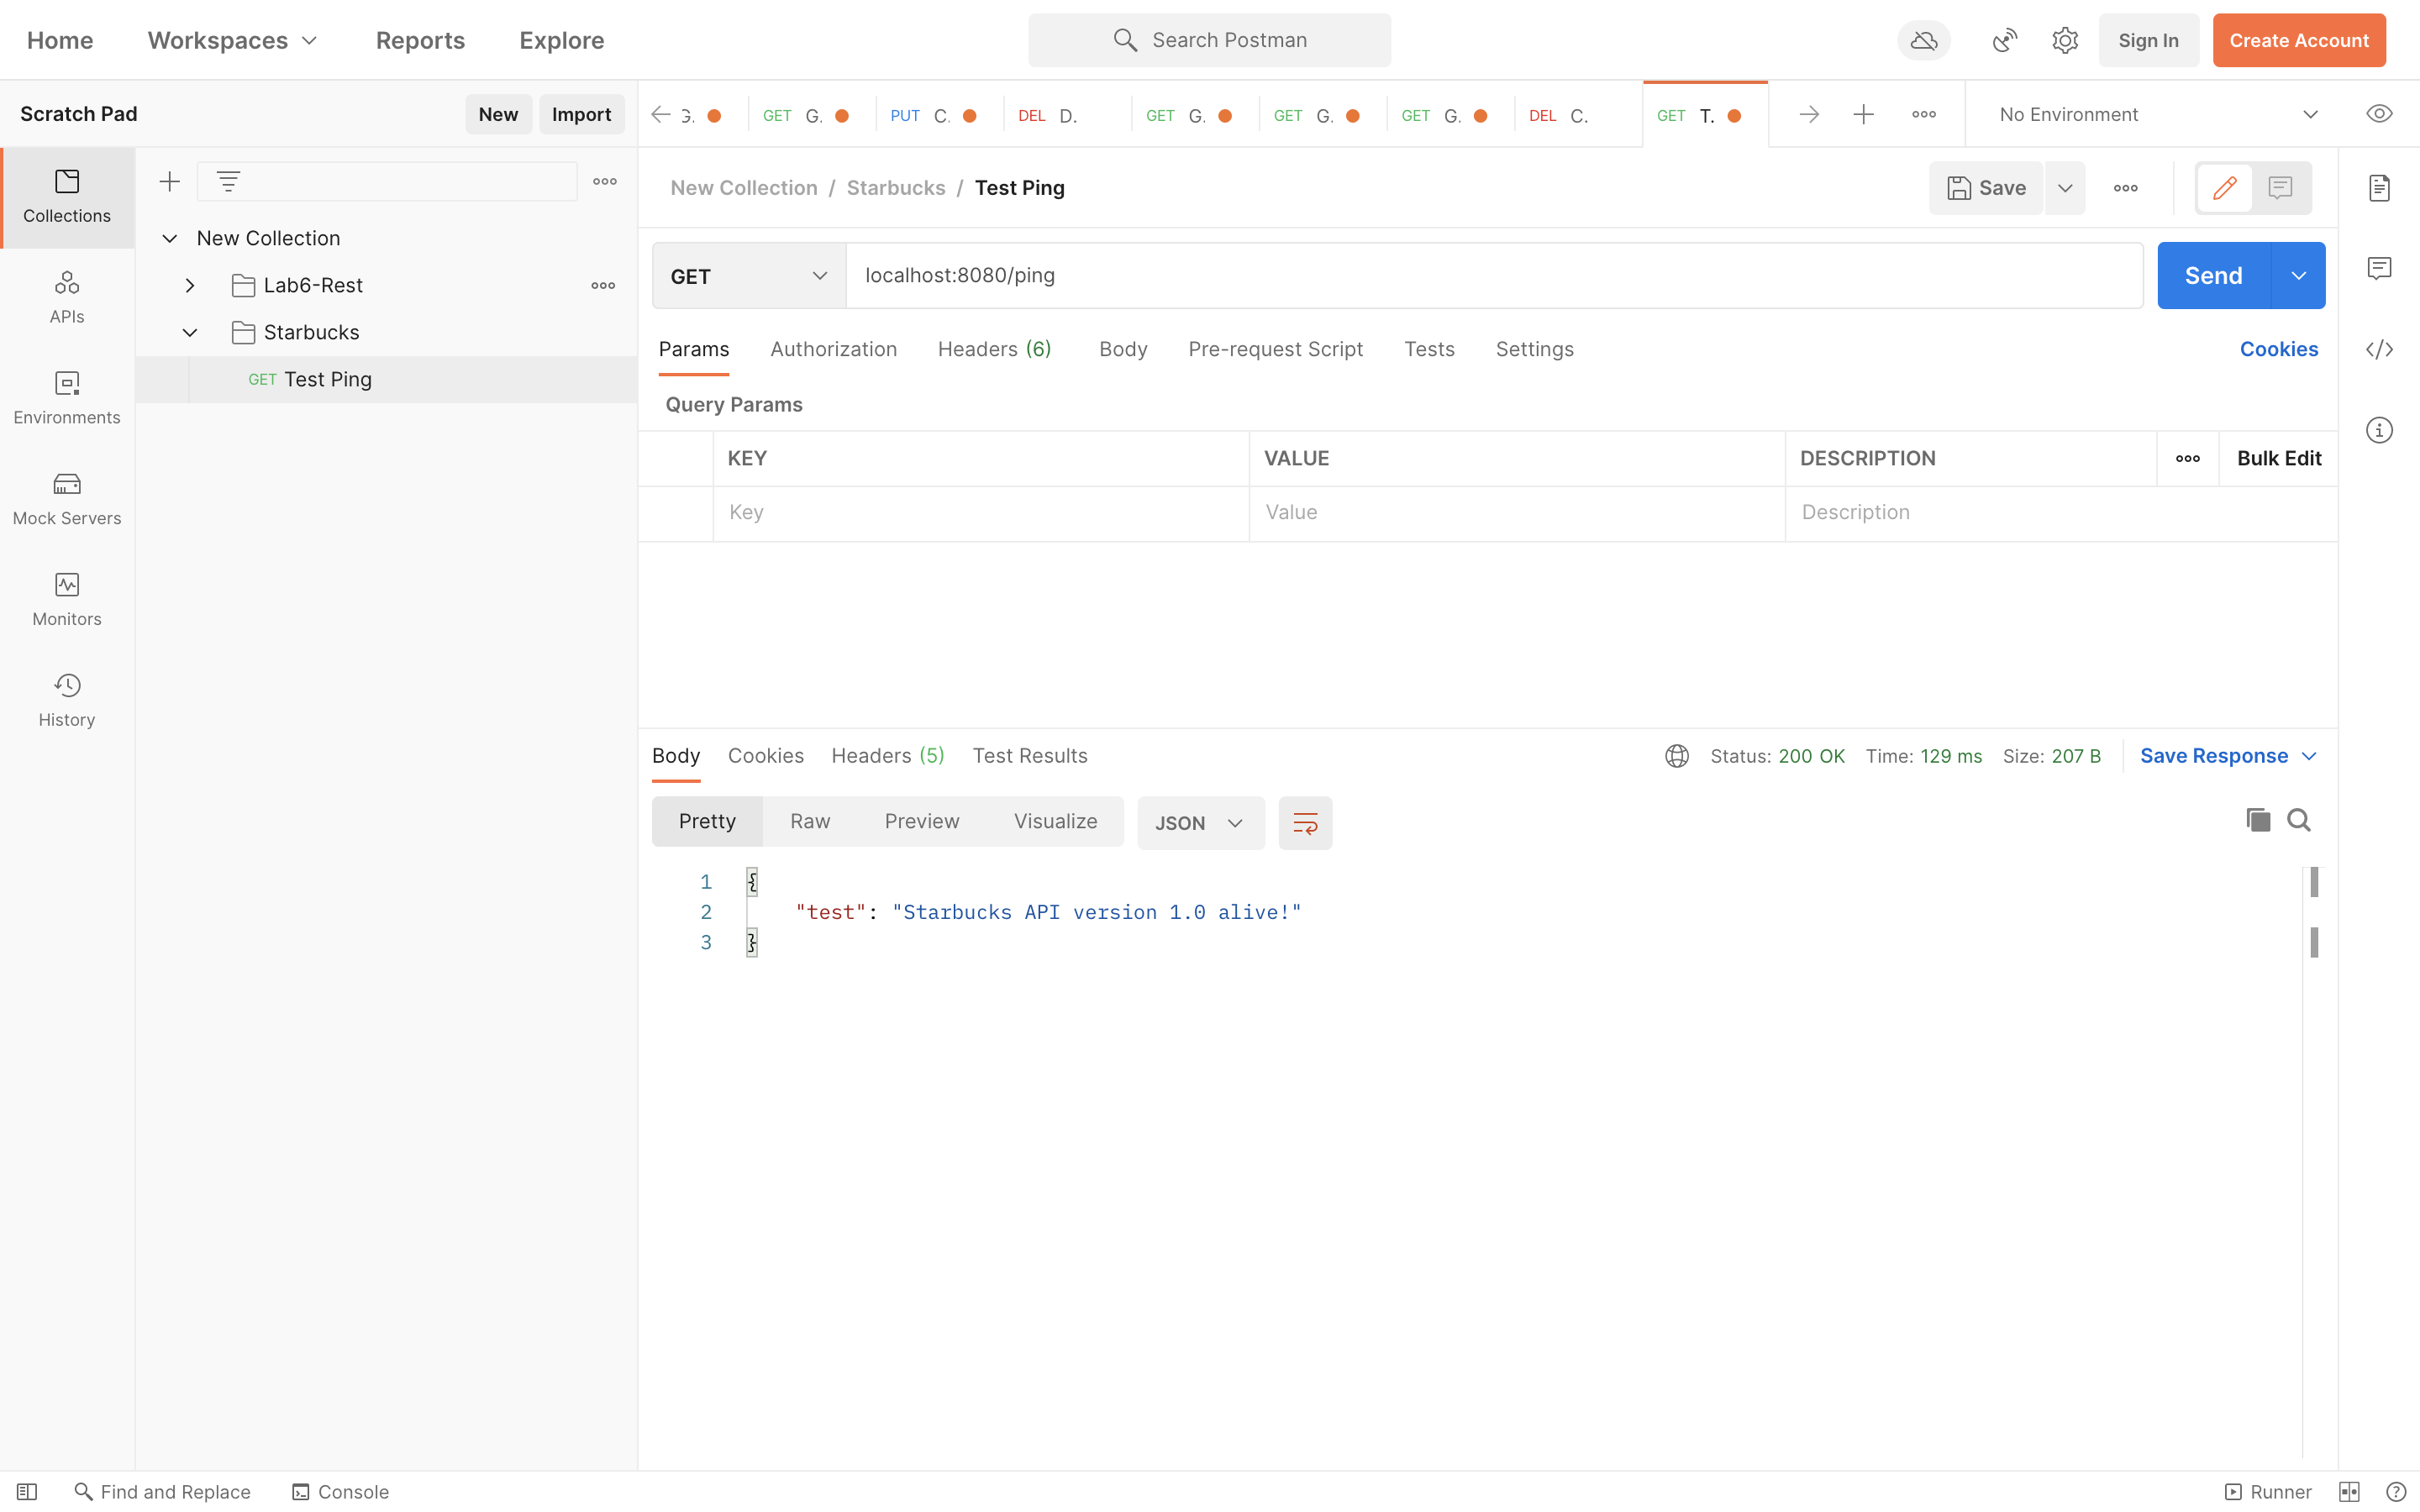 Home Workspaces Reports Explore Search Postman Sign In Create Account
Scratch Pad New Import
G. GET G. PUT C. DEL D. GET G. GET G. GET G. DEL C. GET T. No Environment
Collections
APIs
Environments
Mock Servers
Monitors
History
New Collection
Lab6-Rest
Starbucks
GET Test Ping
New Collection / Starbucks / Test Ping Save
GET localhost:8080/ping Send
Params Authorization Headers (6) Body Pre-request Script Tests Settings Cookies
Query Params
KEY VALUE DESCRIPTION Bulk Edit
Key Value Description
Body Cookies Headers (5) Test Results Status: 200 OK Time: 129 ms Size: 207 B Save Response
Pretty Raw Preview Visualize JSON
1 {
2 "test": "Starbucks API version 1.0 alive!"
3 }
Find and Replace Console Runner